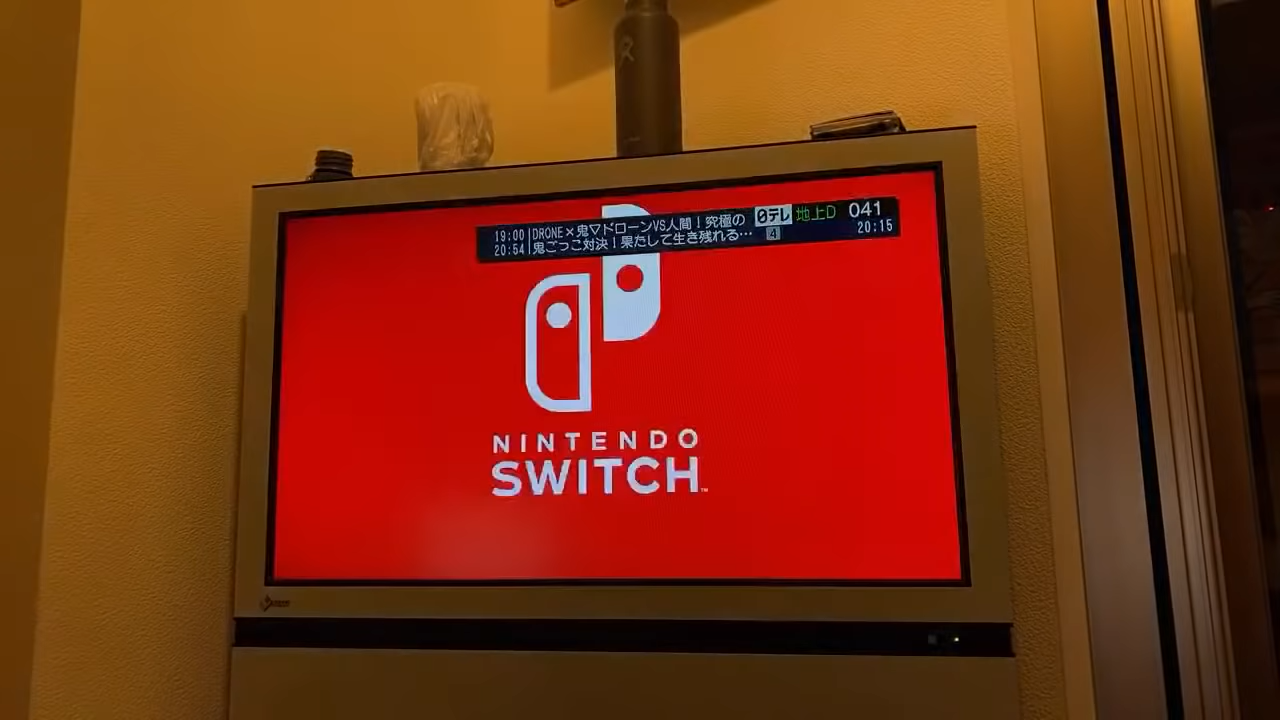 19:00 DRONE×鬼▽ドローンVS人間！究極の
20:54 鬼ごっこ対決！果たして生き残れる…
日テレ 地上D 041
4 20:15
NINTENDO
SWITCH™